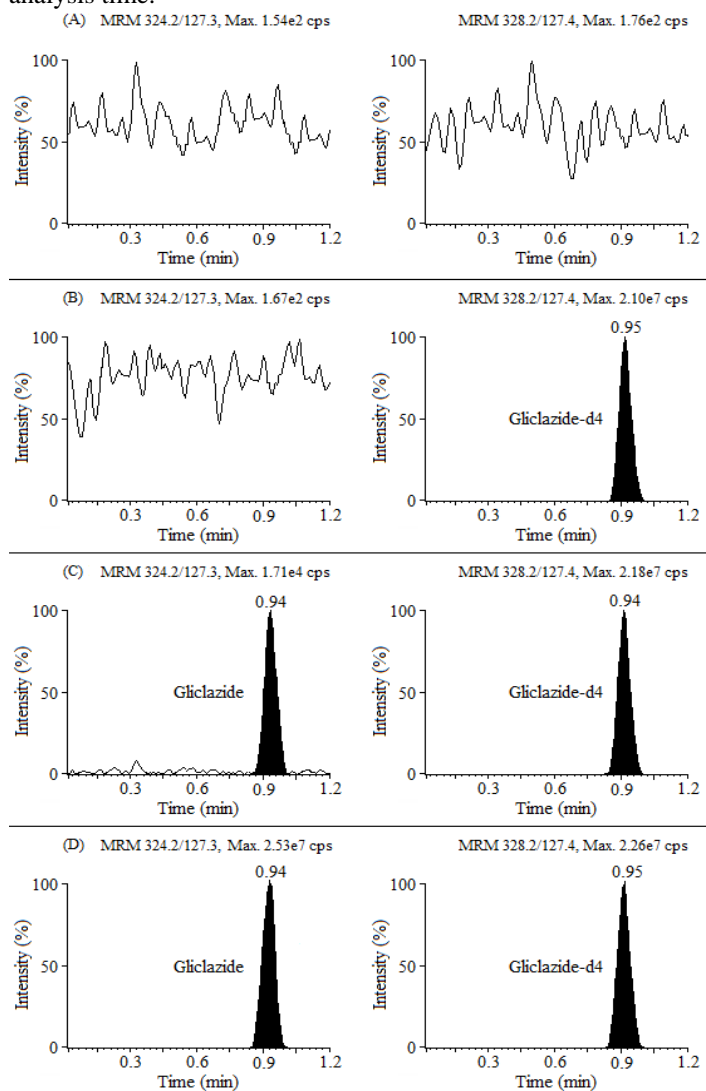 analysis time.
(A) MRM 324.2/127.3, Max. 1.54e2 cps
MRM 328.2/127.4, Max. 1.76e2 cps
100
50
0
Intensity (%)
0.3 0.6 0.9 1.2
Time (min)
100
50
0
Intensity (%)
0.3 0.6 0.9 1.2
Time (min)
(B) MRM 324.2/127.3, Max. 1.67e2 cps
MRM 328.2/127.4, Max. 2.10e7 cps
100
50
0
Intensity (%)
0.3 0.6 0.9 1.2
Time (min)
0.95
100
Gliclazide-d4
50
0
Intensity (%)
0.3 0.6 0.9 1.2
Time (min)
(C) MRM 324.2/127.3, Max. 1.71e4 cps
MRM 328.2/127.4, Max. 2.18e7 cps
0.94
100
Gliclazide
50
0
Intensity (%)
0.3 0.6 0.9 1.2
Time (min)
0.94
100
Gliclazide-d4
50
0
Intensity (%)
0.3 0.6 0.9 1.2
Time (min)
(D) MRM 324.2/127.3, Max. 2.53e7 cps
MRM 328.2/127.4, Max. 2.26e7 cps
0.94
100
Gliclazide
50
0
Intensity (%)
0.3 0.6 0.9 1.2
Time (min)
0.95
100
Gliclazide-d4
50
0
Intensity (%)
0.3 0.6 0.9 1.2
Time (min)